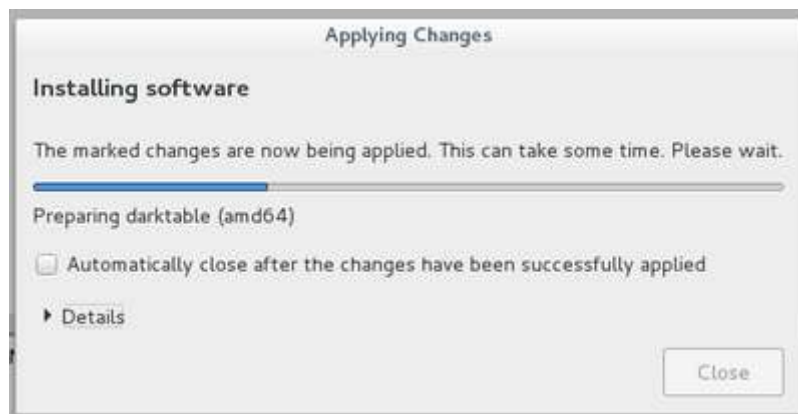 Applying Changes
Installing software
The marked changes are now being applied. This can take some time. Please wait.
Preparing darktable (amd64)
Automatically close after the changes have been successfully applied
Details
Close